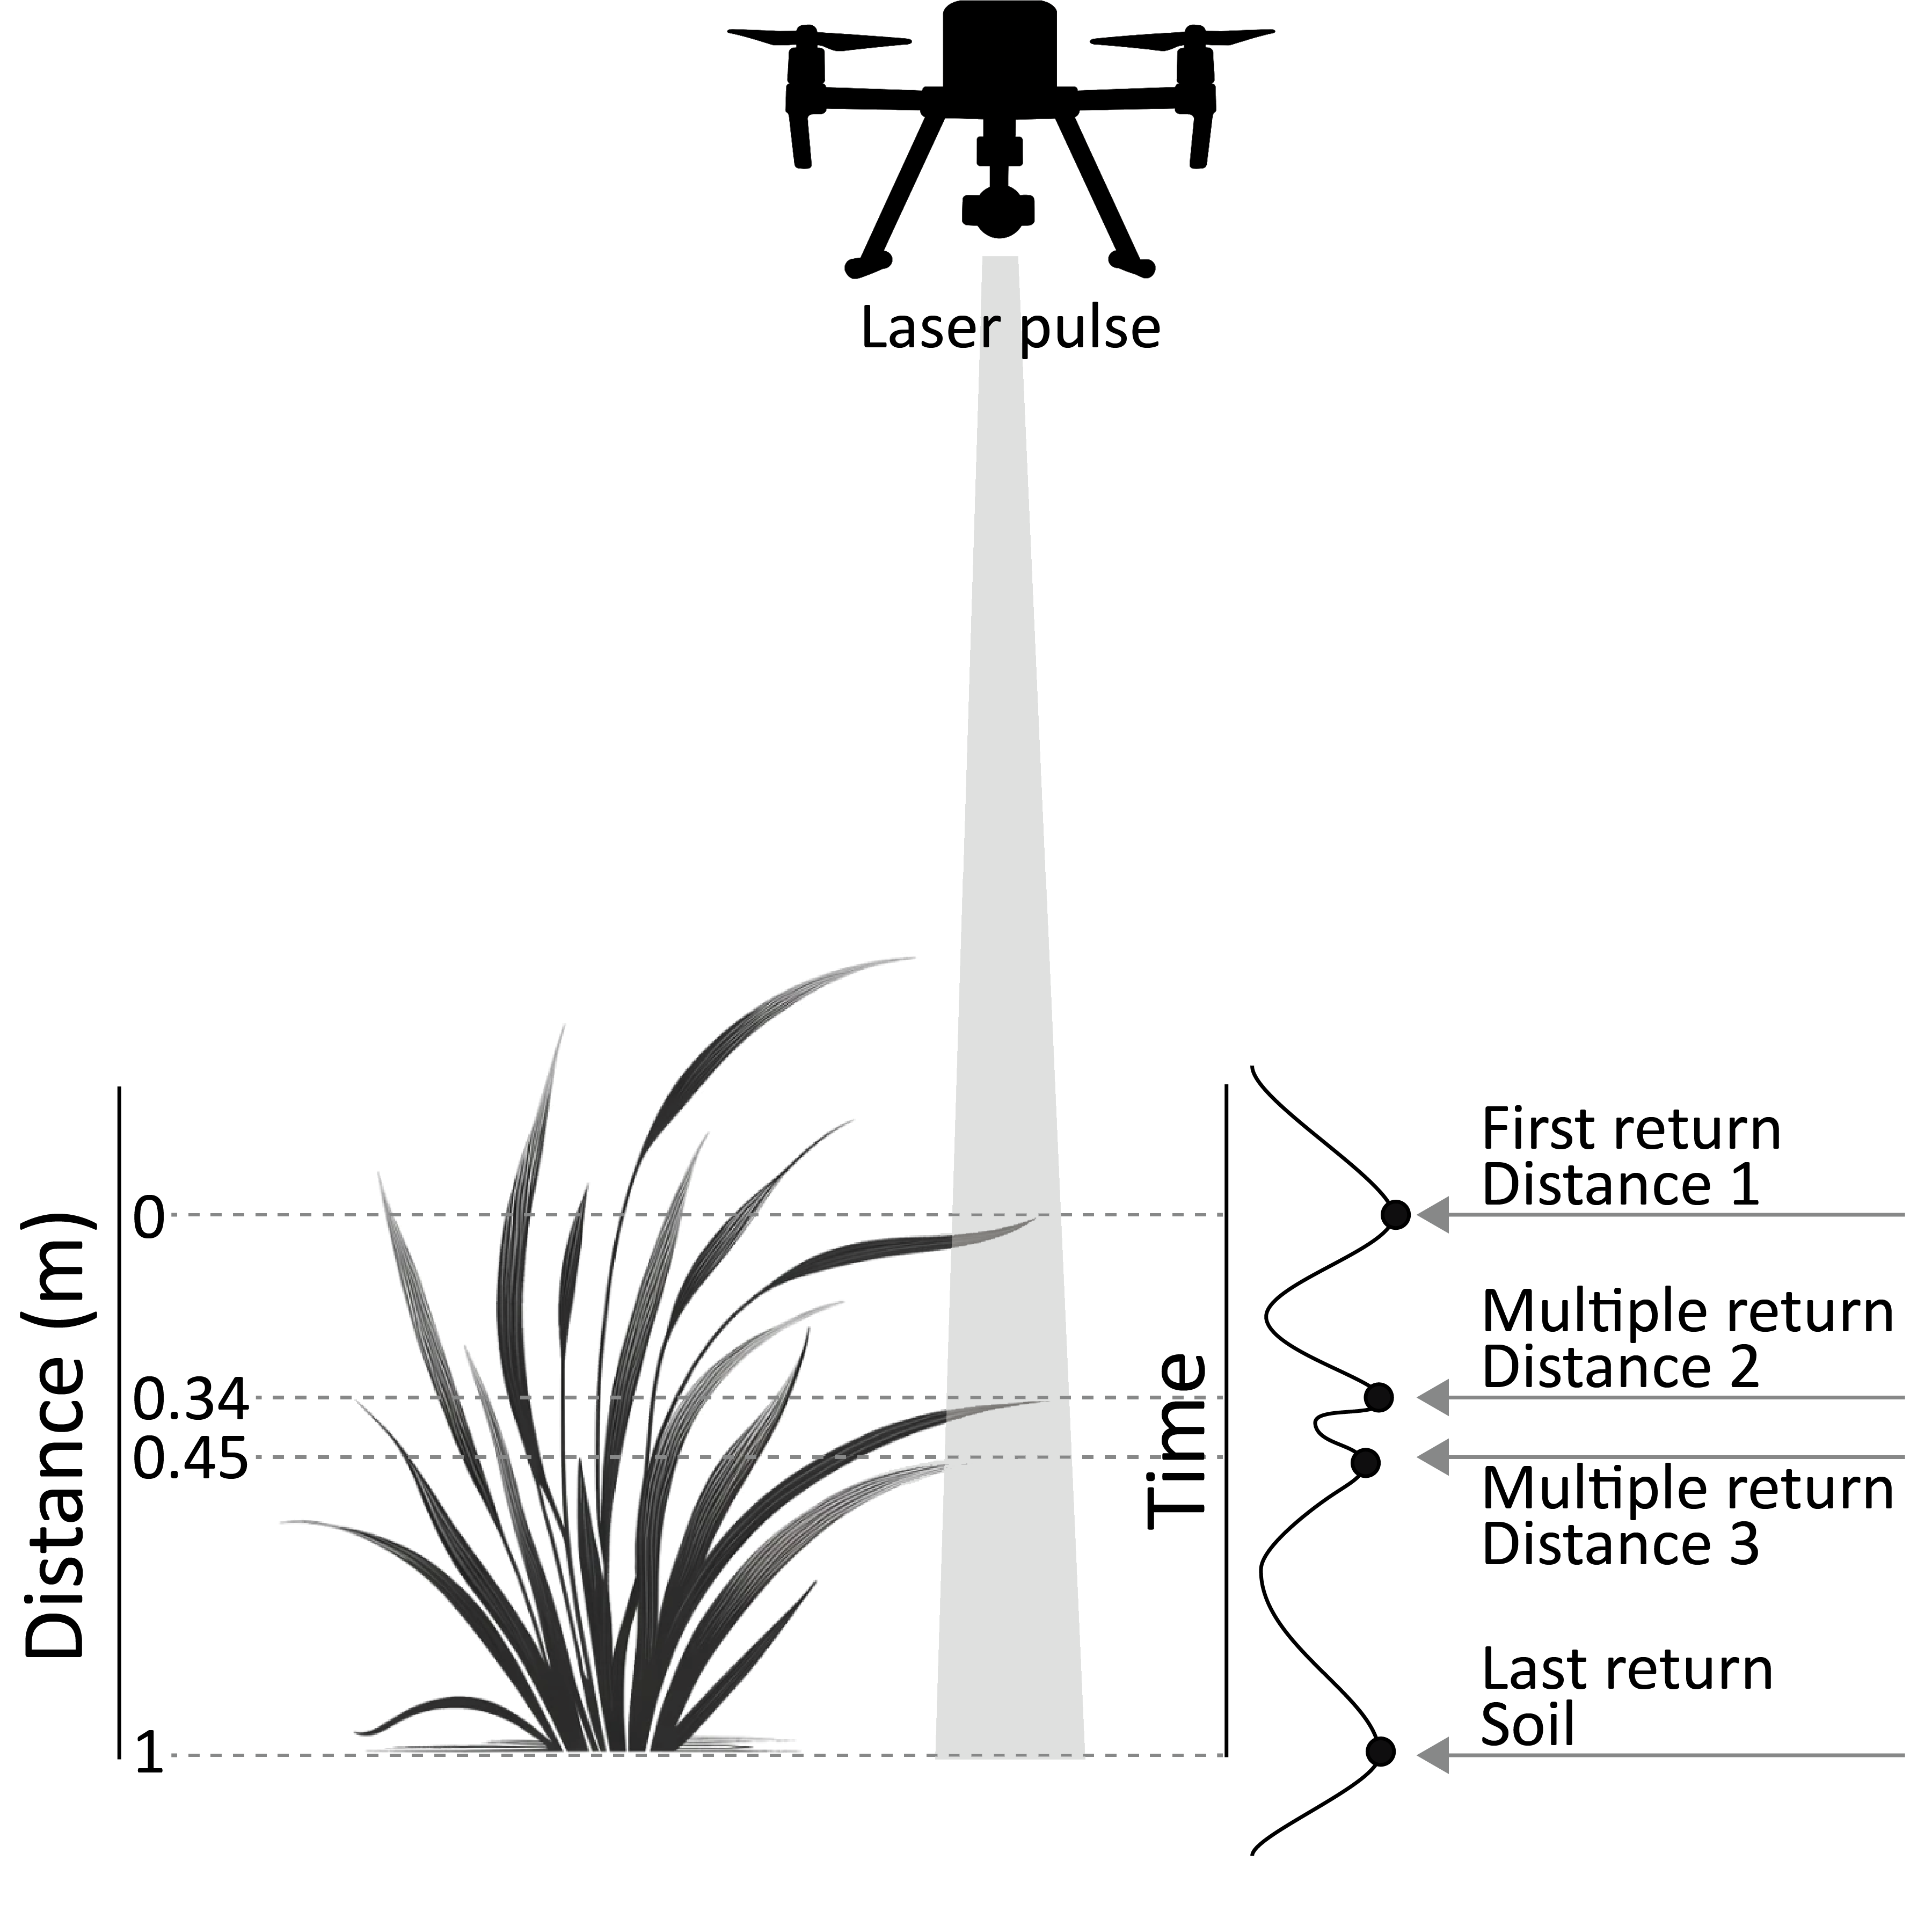 Laser pulse
Distance (m)
0
0.34
0.45
1
Time
First return
Distance 1
Multiple return
Distance 2
Multiple return
Distance 3
Last return
Soil